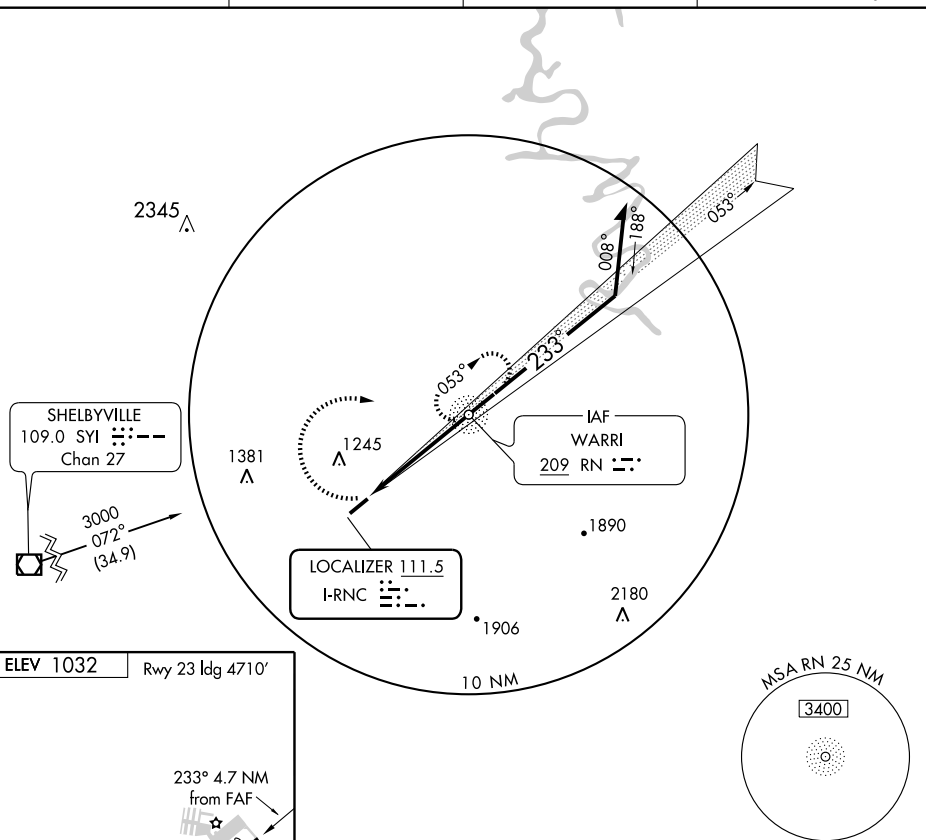 2345
053°
008°
188°
233°
053°
SHELBYVILLE
109.0 SYI
Chan 27
1381
1245
IAF
WARRI
209 RN
3000
072°
(34.9)
1890
LOCALIZER 111.5
I-RNC
2180
1906
10 NM
ELEV 1032
Rwy 23 ldg 4710'
MSA RN 25 NM
3400
233° 4.7 NM
from FAF